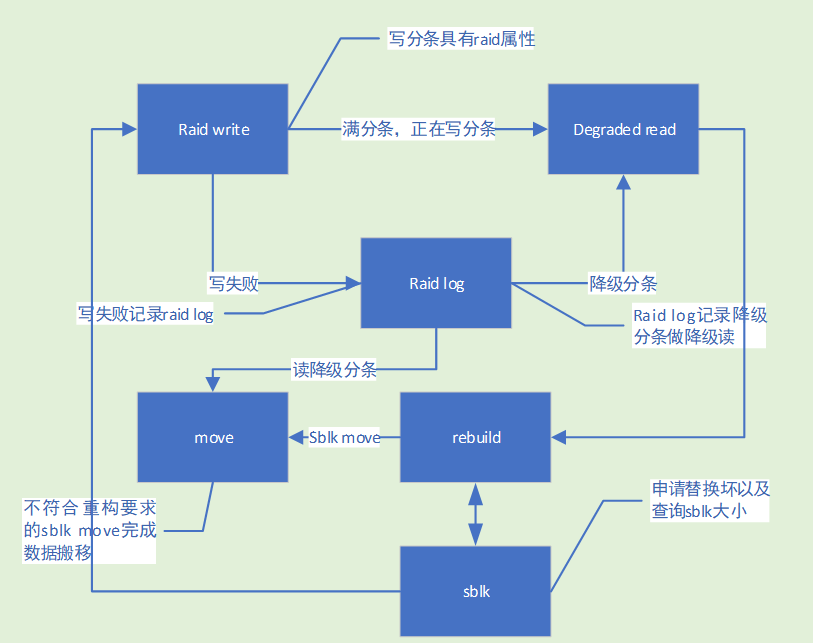 写分条具有raid属性
Raid write
满分条，正在写分条
Degraded read
Raid log
写失败
降级分条
写失败记录raid log
Raid log记录降级
分条做降级读
读降级分条
move
Sblk move
rebuild
不符合重构要求
的sblk move完成
数据搬移
申请替换坏以及
查询sblk大小
sblk